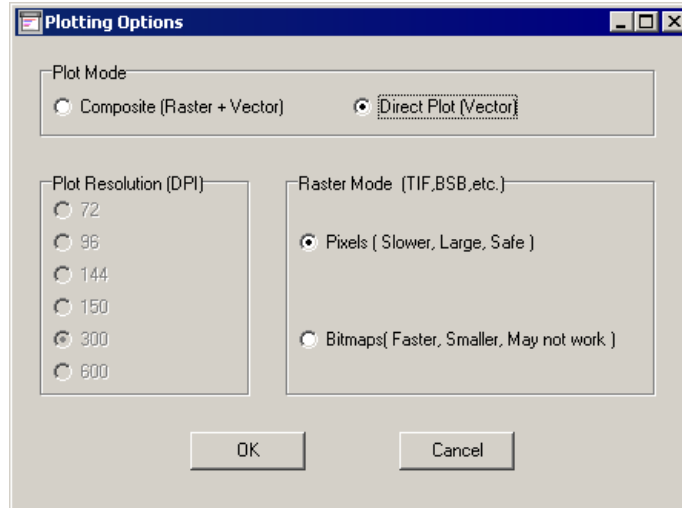 Plotting Options
Plot Mode
Composite (Raster + Vector)
Direct Plot (Vector)
Plot Resolution (DPI)
72
96
144
150
300
600
Raster Mode  (TIF,BSB,etc.)
Pixels ( Slower, Large, Safe )
Bitmaps( Faster, Smaller, May not work )
OK
Cancel